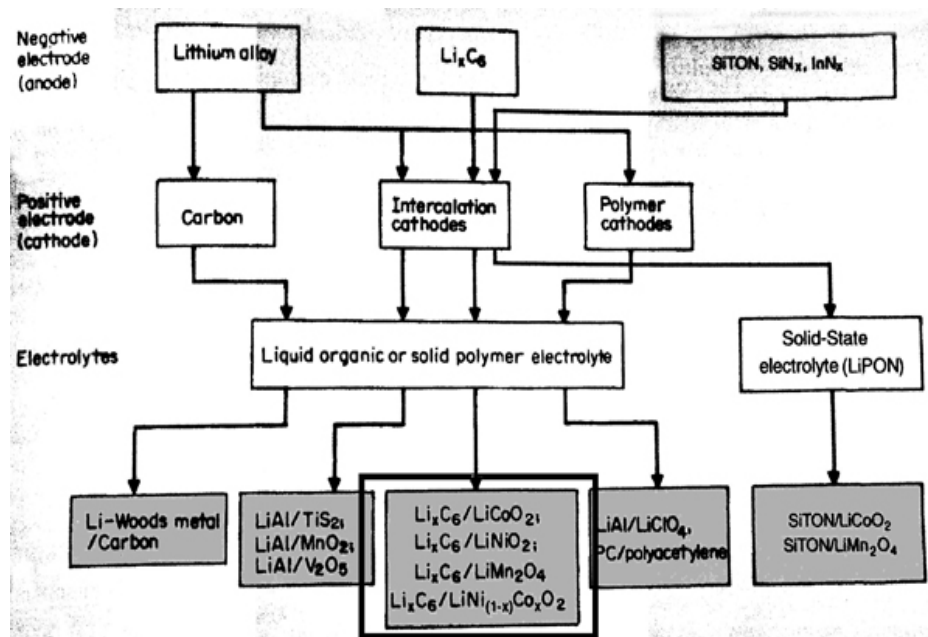 Negative
electrode
(anode)
Lithium alloy
LiₓC₆
SiTON, SiNₓ, InNₓ
Positive
electrode
(cathode)
Carbon
Intercalation
cathodes
Polymer
cathodes
Electrolytes
Liquid organic or solid polymer electrolyte
Solid-State
electrolyte (LiPON)
Li-Woods metal
/Carbon
LiAl/TiS₂;
LiAl/MnO₂;
LiAl/V₂O₅
LiₓC₆/LiCoO₂;
LiₓC₆/LiNiO₂;
LiₓC₆/LiMn₂O₄
LiₓC₆/LiNi₍₁₋ₓ₎CoₓO₂
LiAl/LiClO₄,
PC/polyacetylene
SiTON/LiCoO₂
SiTON/LiMn₂O₄